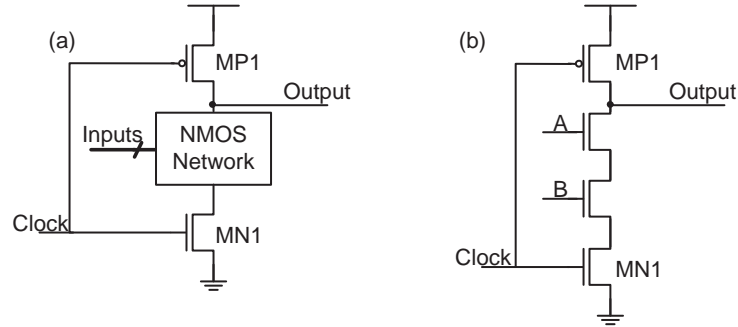 (a)
MP1
Output
Inputs
NMOS
Network
Clock
MN1
(b)
MP1
Output
A
B
Clock
MN1